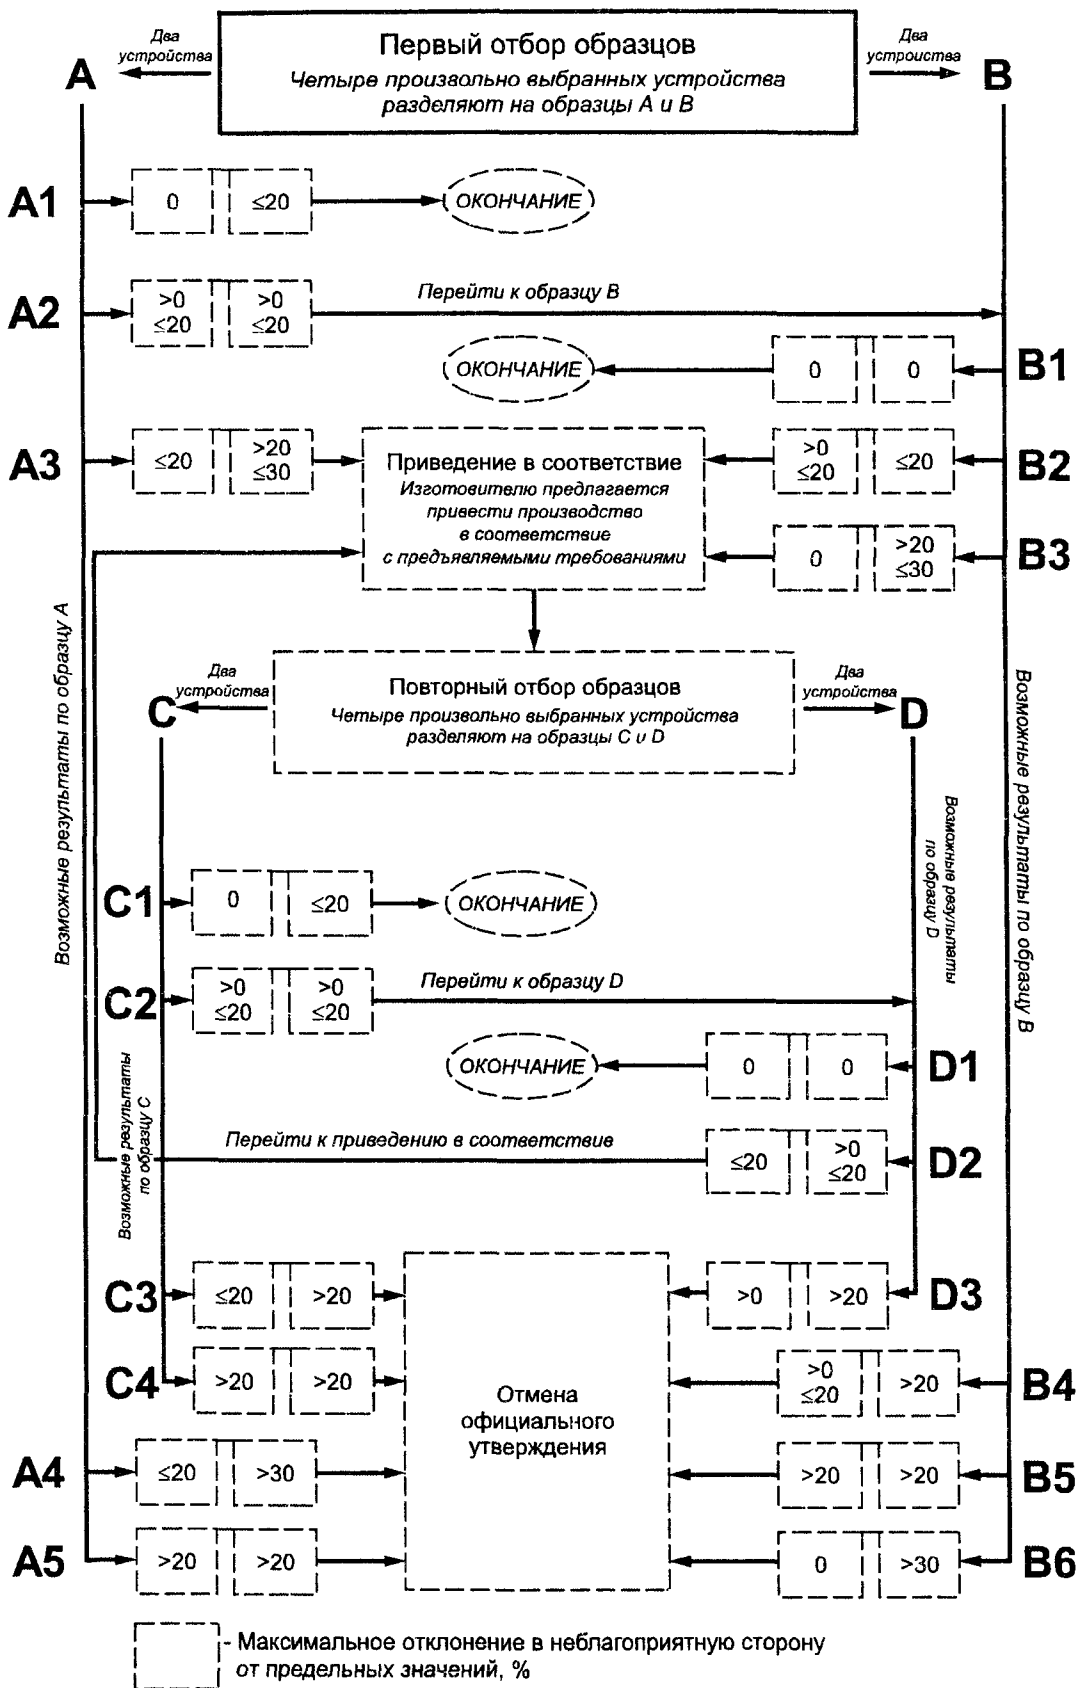 Два
устройства
Первый отбор образцов
Четыре произвольно выбранных устройства
разделяют на образцы A и B
Два
устройства
A
B
A1
0
≤20
ОКОНЧАНИЕ
A2
>0
≤20
>0
≤20
Перейти к образцу B
ОКОНЧАНИЕ
0
0
B1
A3
≤20
>20
≤30
Приведение в соответствие
Изготовителю предлагается
привести производство
в соответствие
с предъявляемыми требованиями
>0
≤20
≤20
B2
0
>20
≤30
B3
Возможные результаты по образцу A
Возможные результаты по образцу B
Два
устройства
Повторный отбор образцов
Четыре произвольно выбранных устройства
разделяют на образцы C и D
Два
устройства
C
D
Возможные результаты
по образцу D
C1
0
≤20
ОКОНЧАНИЕ
C2
>0
≤20
>0
≤20
Перейти к образцу D
ОКОНЧАНИЕ
0
0
D1
Возможные результаты
по образцу C
Перейти к приведению в соответствие
≤20
>0
≤20
D2
C3
≤20
>20
>0
>20
D3
C4
>20
>20
Отмена
официального
утверждения
>0
≤20
>20
B4
A4
≤20
>30
>20
>20
B5
A5
>20
>20
0
>30
B6
- Максимальное отклонение в неблагоприятную сторону
от предельных значений, %